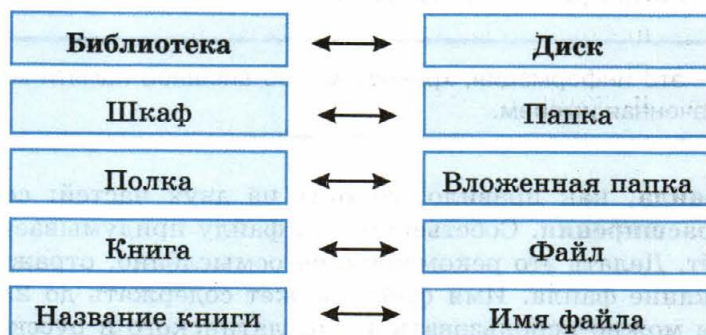 Библиотека Диск
Шкаф Папка
Полка Вложенная папка
Книга Файл
Название книги Имя файла